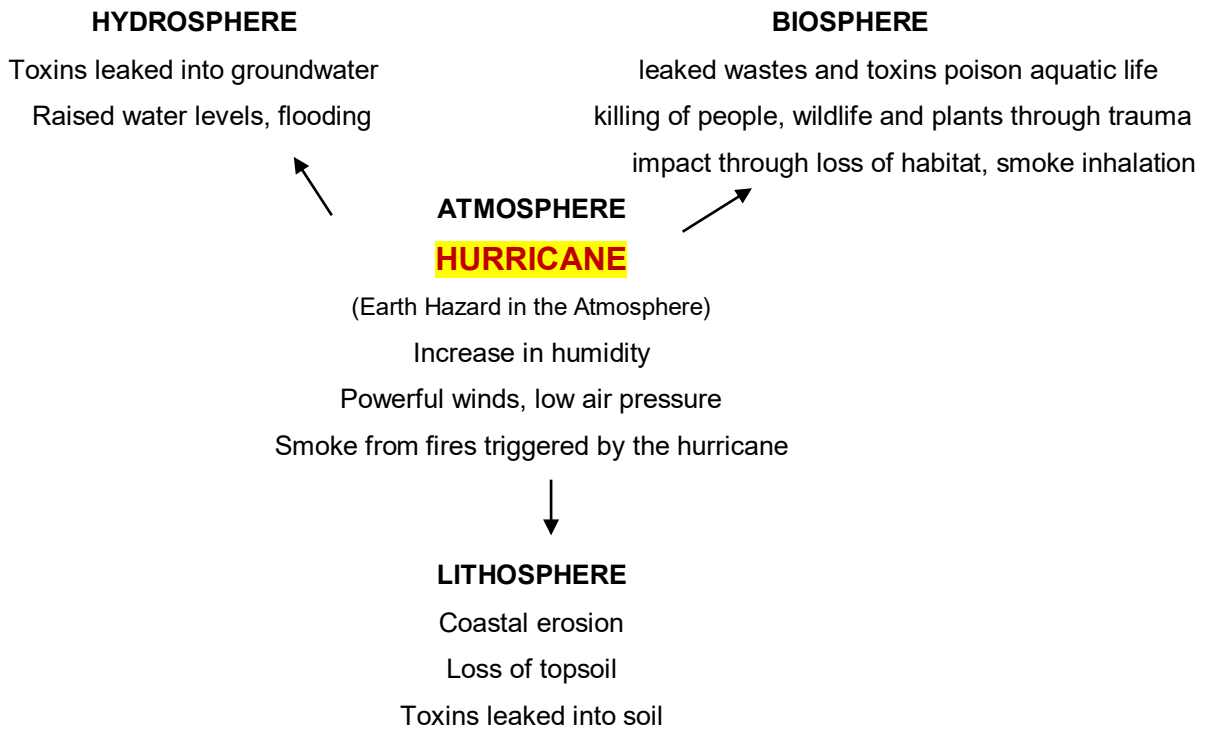 HYDROSPHERE
Toxins leaked into groundwater
Raised water levels, flooding
BIOSPHERE
leaked wastes and toxins poison aquatic life
killing of people, wildlife and plants through trauma
impact through loss of habitat, smoke inhalation
ATMOSPHERE
HURRICANE
(Earth Hazard in the Atmosphere)
Increase in humidity
Powerful winds, low air pressure
Smoke from fires triggered by the hurricane
LITHOSPHERE
Coastal erosion
Loss of topsoil
Toxins leaked into soil